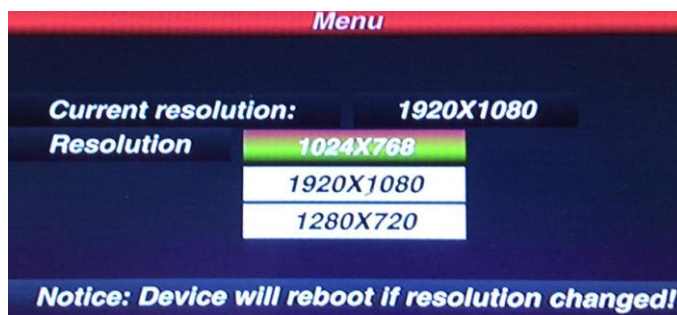 Menu
Current resolution: 1920X1080
Resolution 1024X768
1920X1080
1280X720
Notice: Device will reboot if resolution changed!